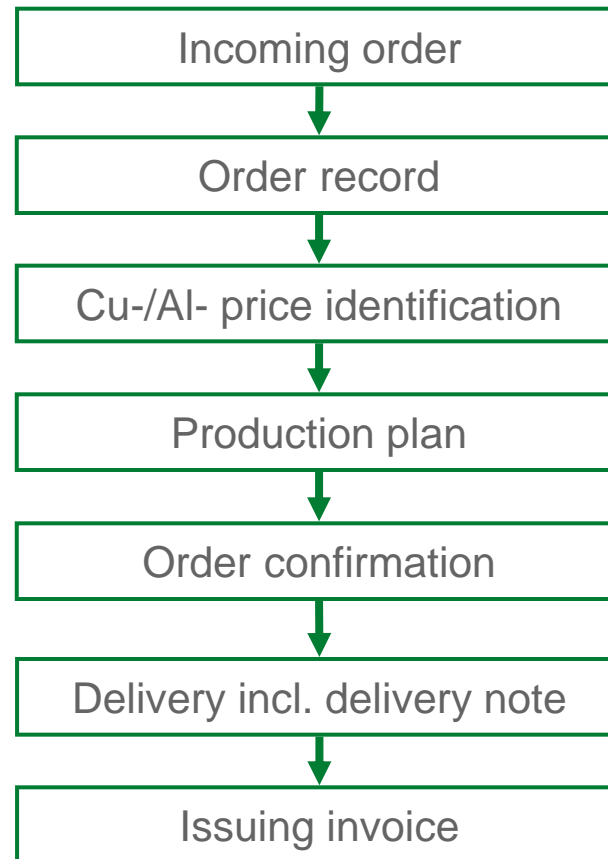 Incoming order
Order record
Cu-/Al- price identification
Production plan
Order confirmation
Delivery incl. delivery note
Issuing invoice